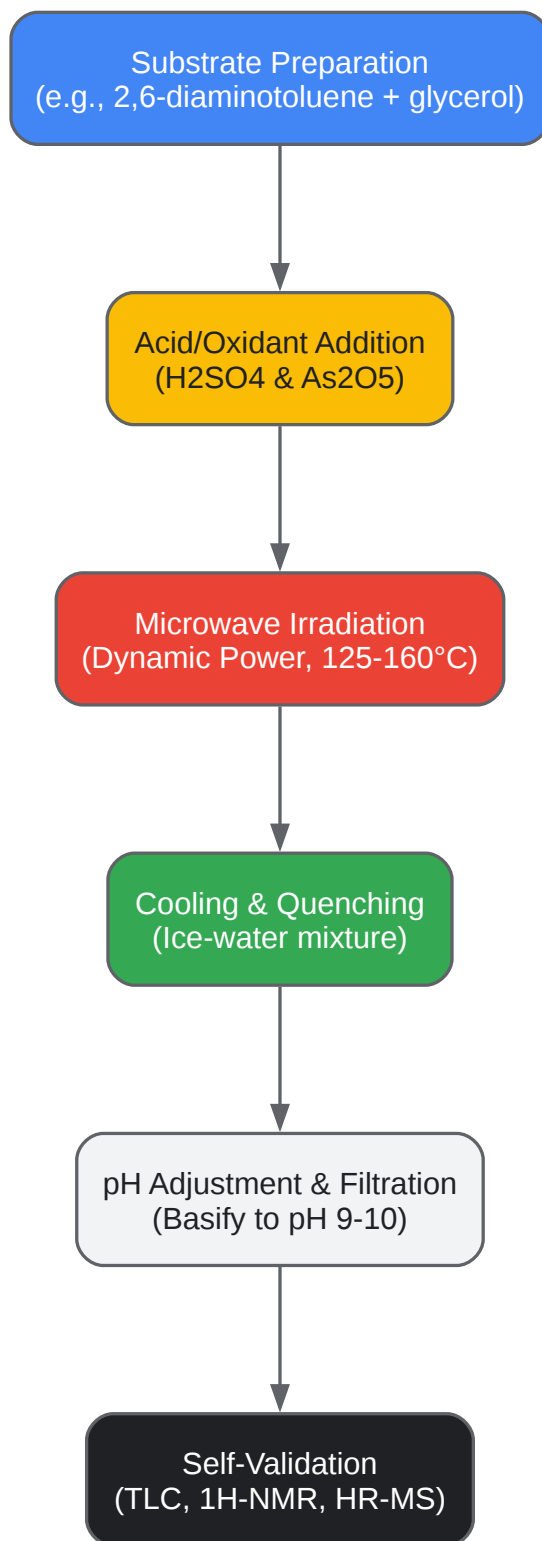 Substrate Preparation
(e.g., 2,6-diaminotoluene + glycerol)
Acid/Oxidant Addition
(H2SO4 & As2O5)
Microwave Irradiation
(Dynamic Power, 125-160°C)
Cooling & Quenching
(Ice-water mixture)
pH Adjustment & Filtration
(Basify to pH 9-10)
Self-Validation
(TLC, 1H-NMR, HR-MS)